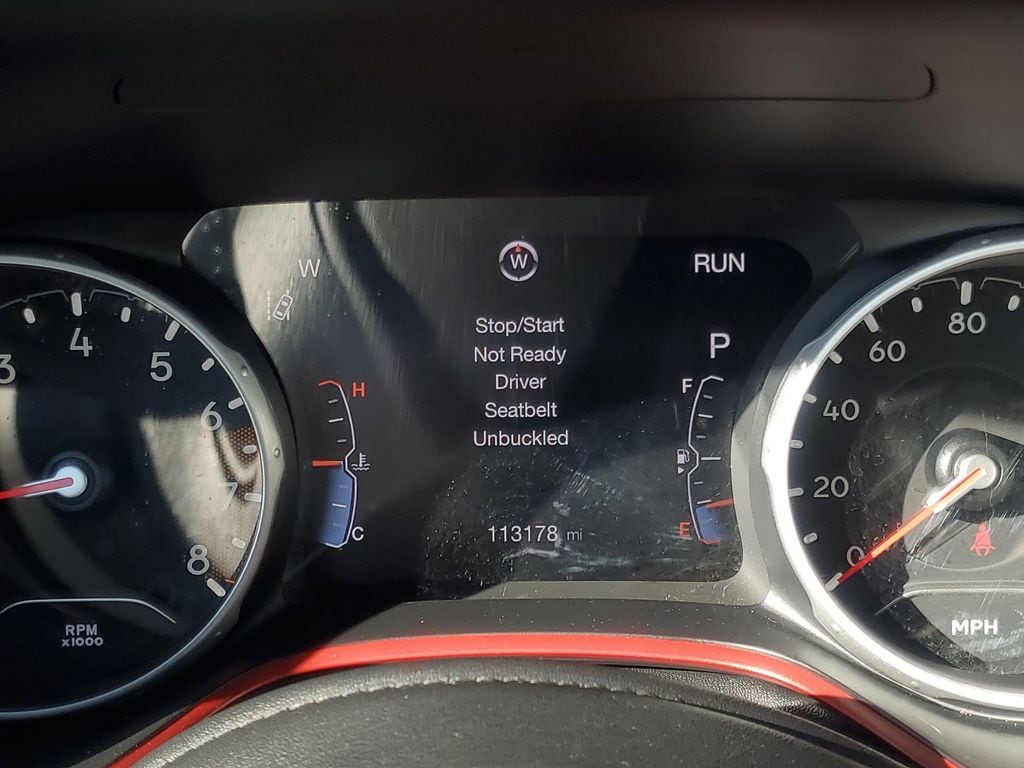 W
W
RUN
Stop/Start
Not Ready
Driver
Seatbelt
Unbuckled
P
H
C
F
E
113178 mi
3
4
5
6
7
8
RPM
x1000
0
20
40
60
80
MPH